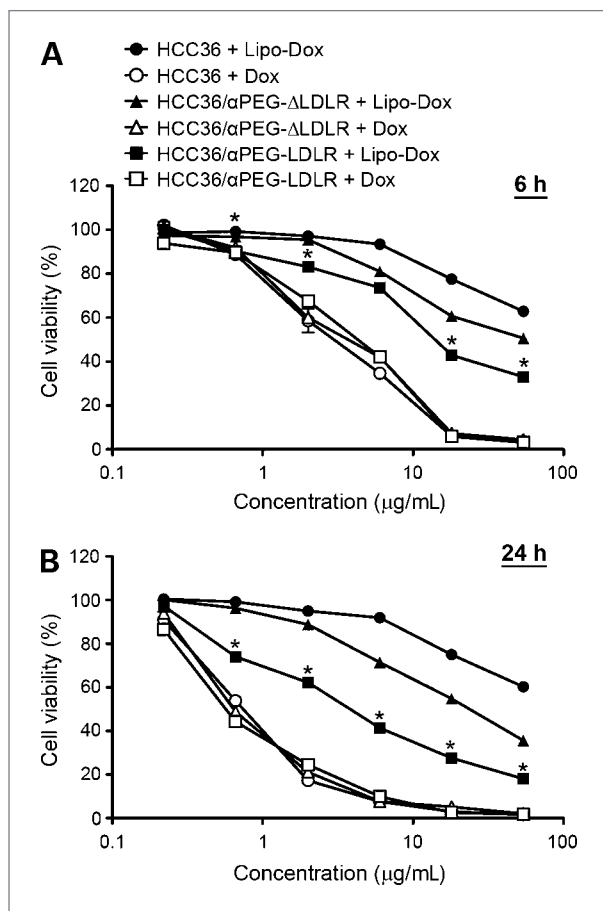 A
HCC36 + Lipo-Dox
HCC36 + Dox
HCC36/αPEG-ΔLDLR + Lipo-Dox
HCC36/αPEG-ΔLDLR + Dox
HCC36/αPEG-LDLR + Lipo-Dox
HCC36/αPEG-LDLR + Dox
6 h
120
100
80
60
40
20
0
Cell viability (%)
* * * *
0.1 1 10 100
Concentration (μg/mL)
B
24 h
120
100
80
60
40
20
0
Cell viability (%)
* * * * *
0.1 1 10 100
Concentration (μg/mL)